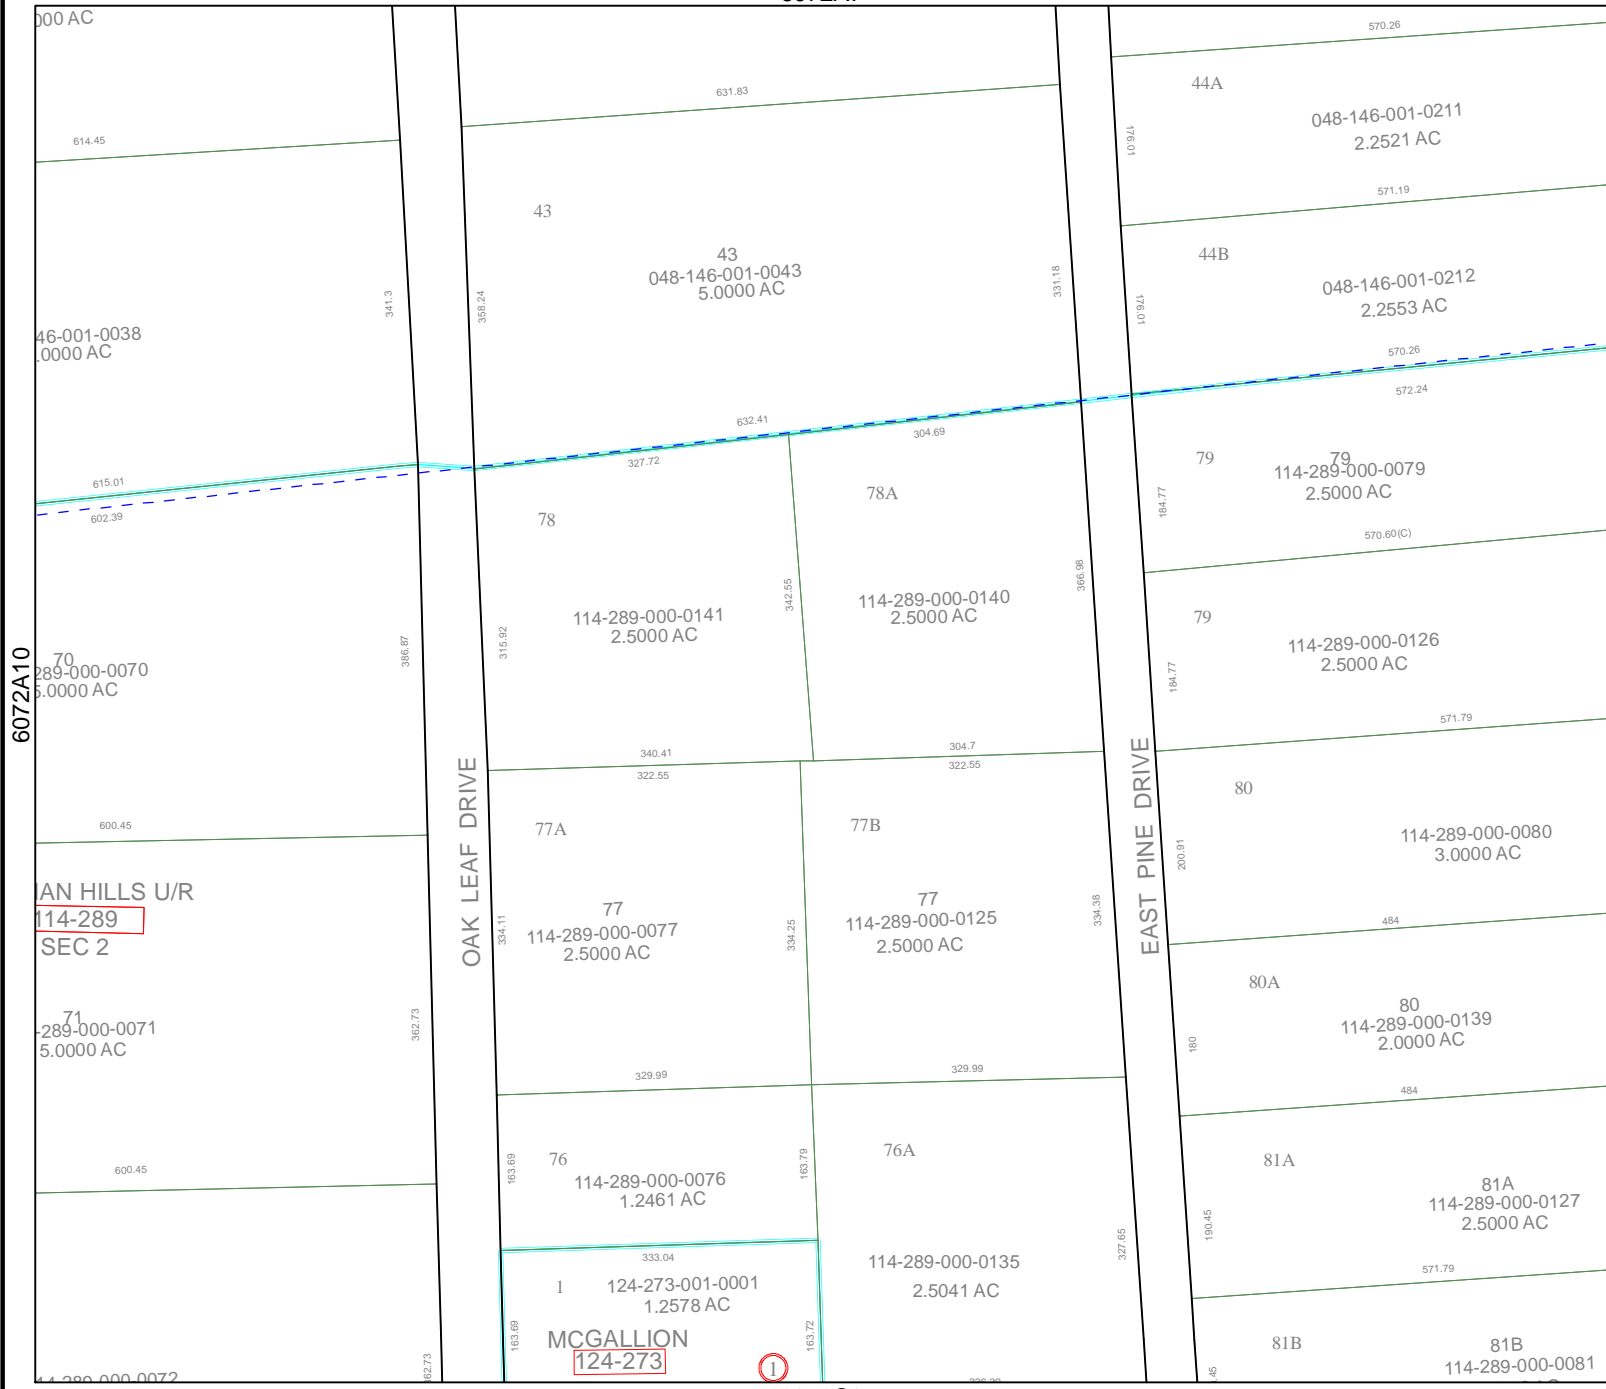 000 AC
570.26
44A
048-146-001-0211
2.2521 AC
631.83
614.45
176.01
571.19
43
43
048-146-001-0043
5.0000 AC
44B
048-146-001-0212
2.2553 AC
341.3
358.24
331.18
176.01
46-001-0038
.0000 AC
570.26
572.24
632.41
304.69
327.72
615.01
602.39
79
79
114-289-000-0079
2.5000 AC
184.77
78A
78
570.60(C)
342.55
366.98
114-289-000-0141
2.5000 AC
114-289-000-0140
2.5000 AC
79
114-289-000-0126
2.5000 AC
315.92
386.87
184.77
6072A10
70
289-000-0070
5.0000 AC
571.79
340.41
304.7
322.55
322.55
OAK LEAF DRIVE
EAST PINE DRIVE
80
114-289-000-0080
3.0000 AC
200.91
600.45
77A
77B
IAN HILLS U/R
114-289
SEC 2
77
114-289-000-0077
2.5000 AC
77
114-289-000-0125
2.5000 AC
334.11
334.25
334.38
484
80A
80
114-289-000-0139
2.0000 AC
180
71
-289-000-0071
5.0000 AC
362.73
329.99
329.99
484
163.69
76
114-289-000-0076
1.2461 AC
163.79
76A
81A
81A
114-289-000-0127
2.5000 AC
190.45
600.45
327.65
333.04
114-289-000-0135
2.5041 AC
571.79
1
124-273-001-0001
1.2578 AC
163.69
163.72
MCGALLION
124-273
1
81B
81B
114-289-000-0081
362.73
.45
14-289-000-0072